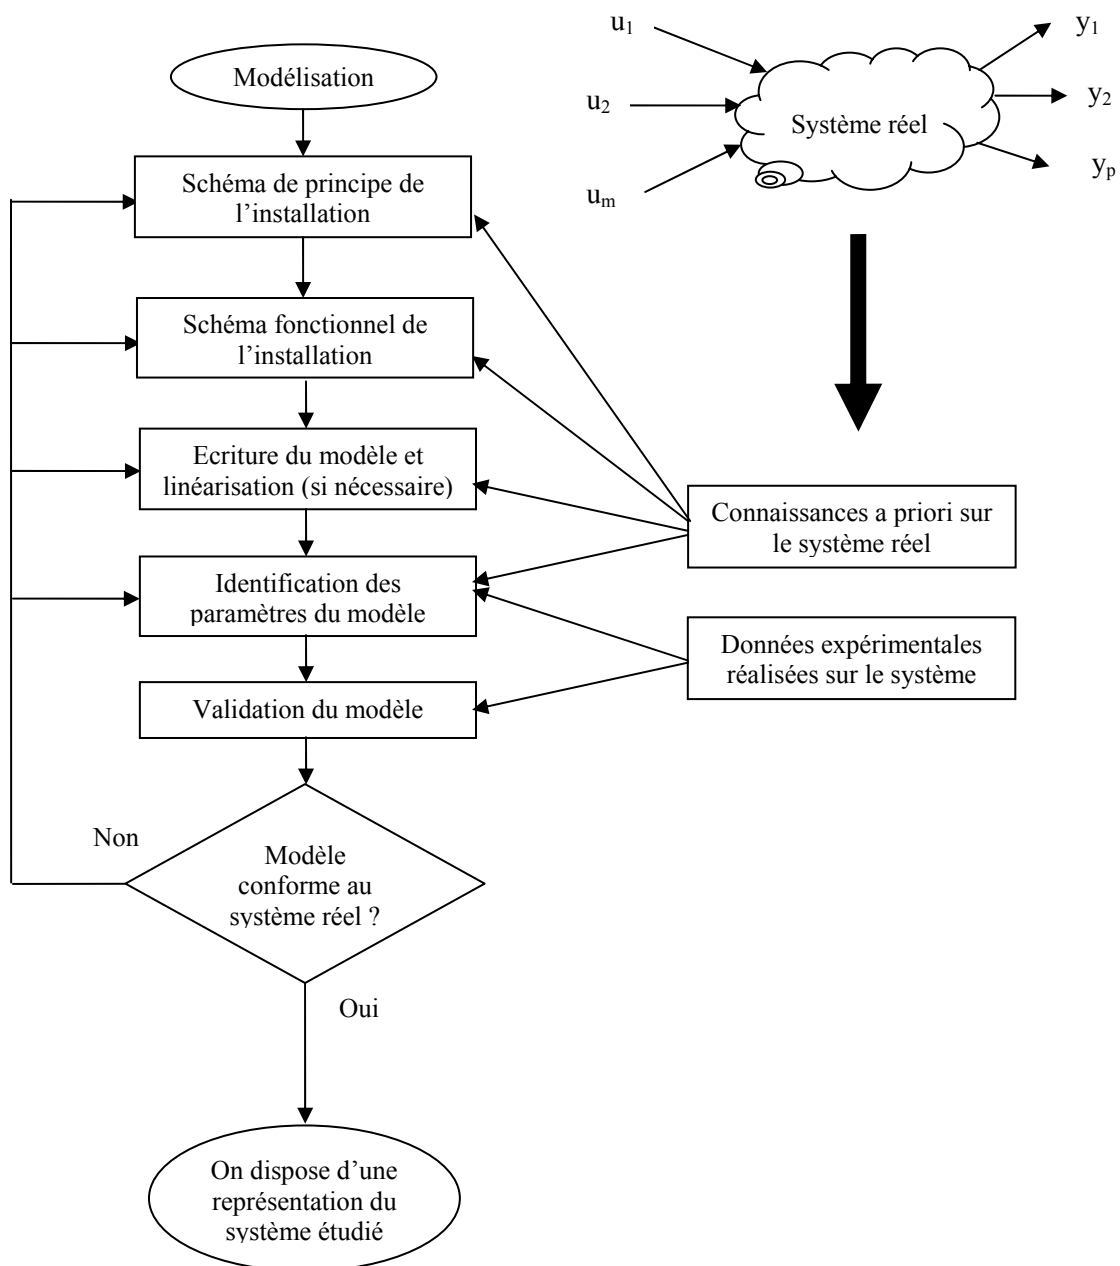 Modélisation
Schéma de principe de
l'installation
Schéma fonctionnel de
l'installation
Ecriture du modèle et
linéarisation (si nécessaire)
Identification des
paramètres du modèle
Validation du modèle
Non
Modèle
conforme au
système réel ?
Oui
On dispose d'une
représentation du
système étudié
u₁
u₂
uₘ
Système réel
y₁
y₂
yₚ
Connaissances a priori sur
le système réel
Données expérimentales
réalisées sur le système